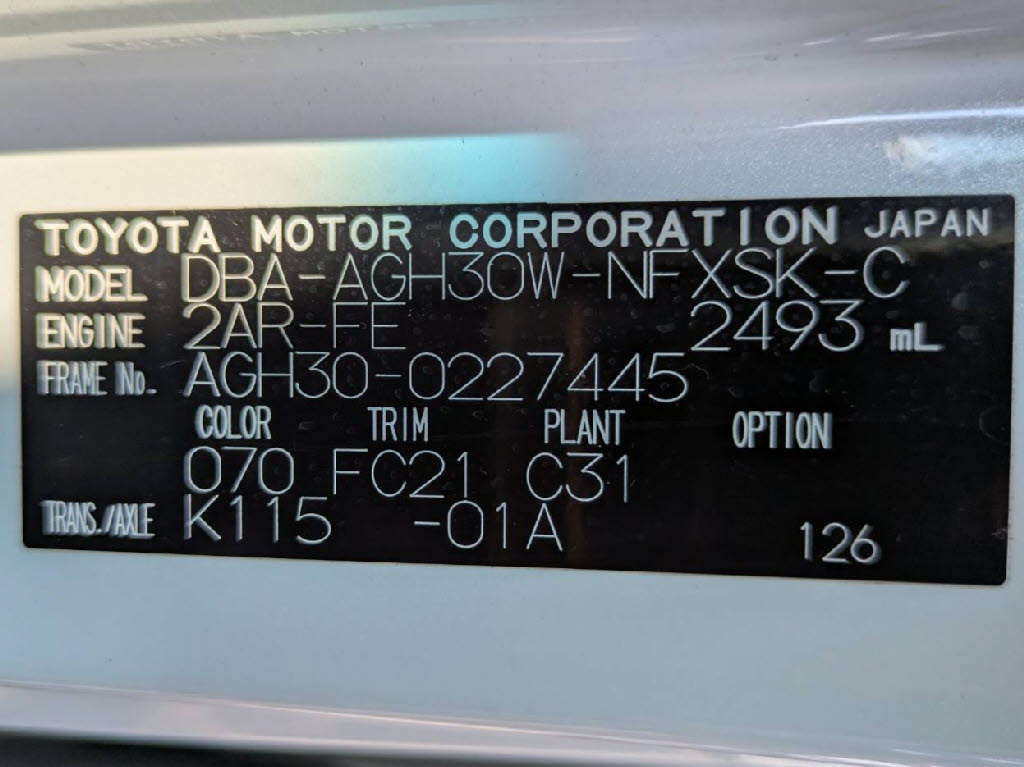 TOYOTA MOTOR CORPORATION JAPAN
MODEL DBA-AGH30W-NFXSK-C
ENGINE 2AR-FE 2493 mL
FRAME No. AGH30-0227445
COLOR TRIM PLANT OPTION
070 FC21 C31
TRANS./AXLE K115 -01A 126